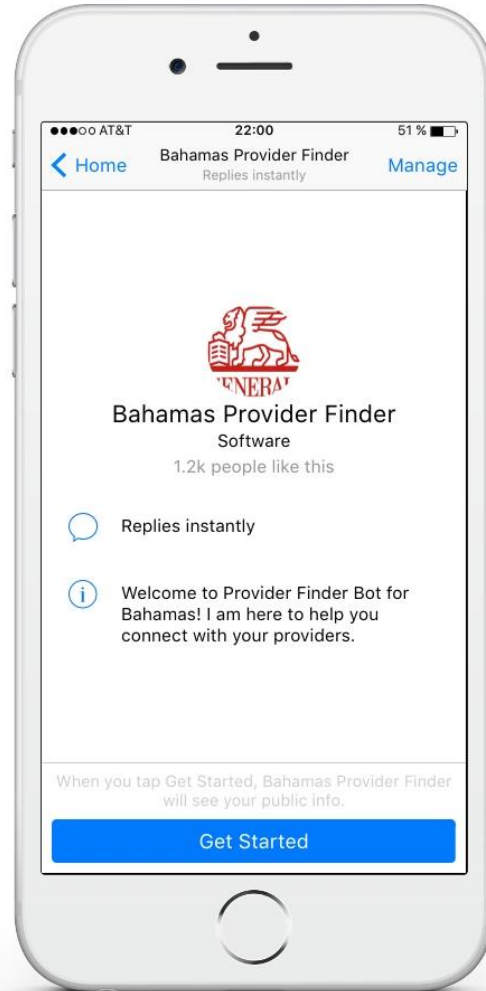 AT&T 22:00 51 %
Home Bahamas Provider Finder Manage
Replies instantly
Bahamas Provider Finder
Software
1.2k people like this
Replies instantly
Welcome to Provider Finder Bot for
Bahamas! I am here to help you
connect with your providers.
When you tap Get Started, Bahamas Provider Finder
will see your public info.
Get Started